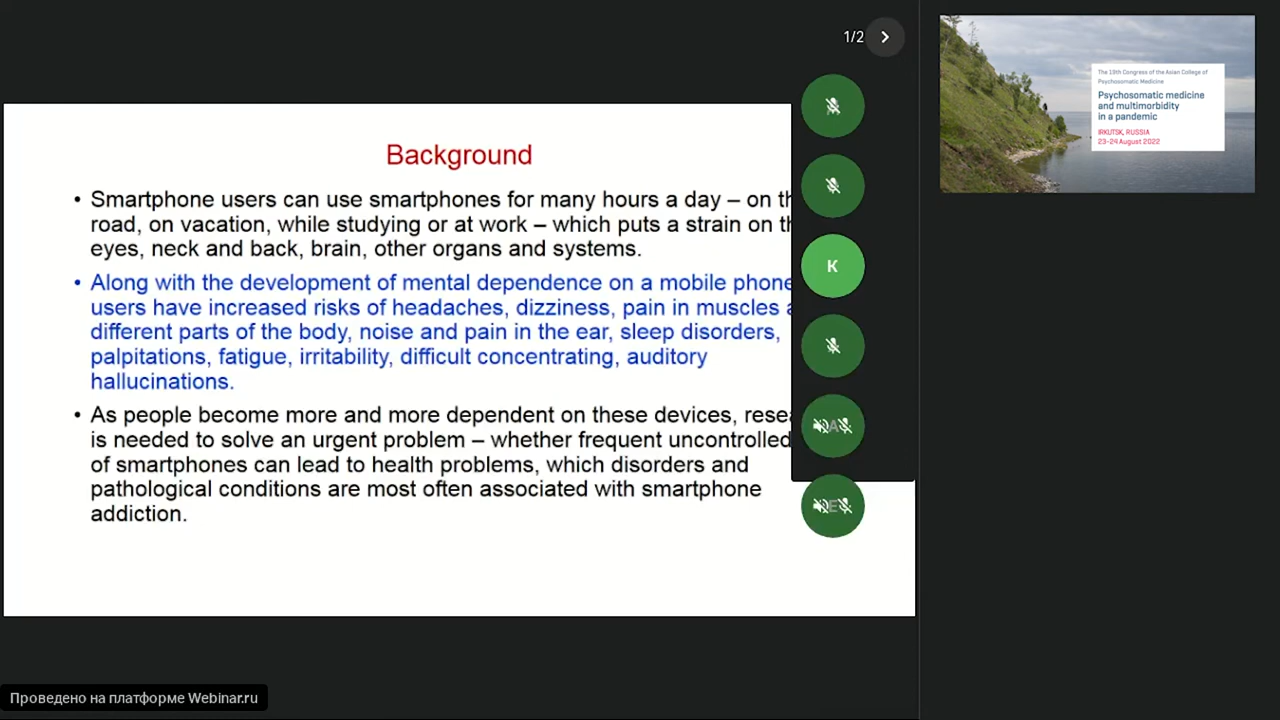 1/2
Background
• Smartphone users can use smartphones for many hours a day – on th
road, on vacation, while studying or at work – which puts a strain on th
eyes, neck and back, brain, other organs and systems.
• Along with the development of mental dependence on a mobile phone
users have increased risks of headaches, dizziness, pain in muscles a
different parts of the body, noise and pain in the ear, sleep disorders,
palpitations, fatigue, irritability, difficult concentrating, auditory
hallucinations.
• As people become more and more dependent on these devices, resea
is needed to solve an urgent problem – whether frequent uncontrolled
of smartphones can lead to health problems, which disorders and
pathological conditions are most often associated with smartphone
addiction.
K
A
E
The 19th Congress of the Asian College of
Psychosomatic Medicine
Psychosomatic medicine
and multimorbidity
in a pandemic
IRKUTSK, RUSSIA
23-24 August 2022
Проведено на платформе Webinar.ru